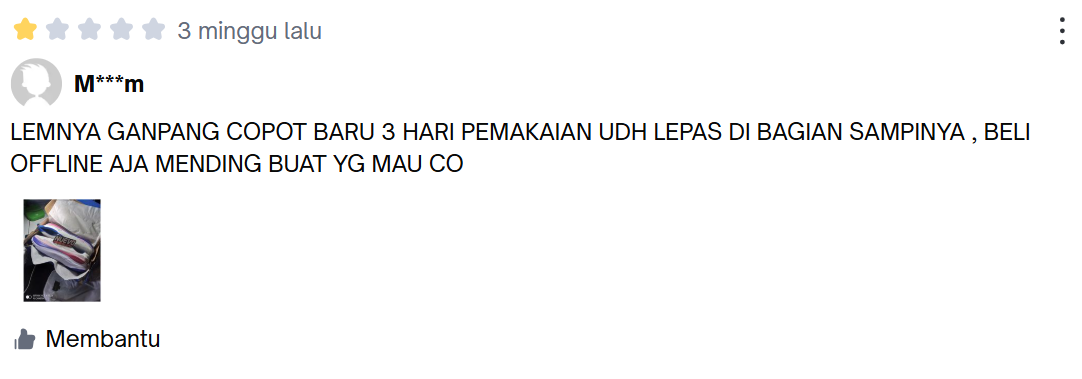 3 minggu lalu
M***m
LEMNYA GANPANG COPOT BARU 3 HARI PEMAKAIAN UDH LEPAS DI BAGIAN SAMPINYA , BELI
OFFLINE AJA MENDING BUAT YG MAU CO
Membantu